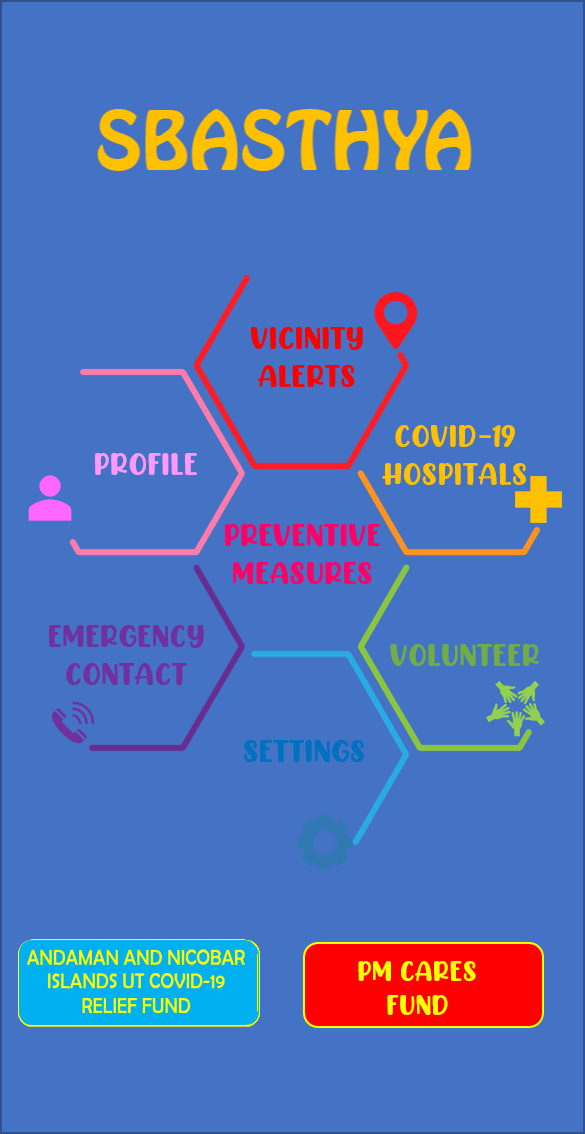 SBASTHYA
VICINITY
ALERTS
PROFILE
COVID-19
HOSPITALS
PREVENTIVE
MEASURES
EMERGENCY
CONTACT
VOLUNTEER
SETTINGS
ANDAMAN AND NICOBAR
ISLANDS UT COVID-19
RELIEF FUND
PM CARES
FUND